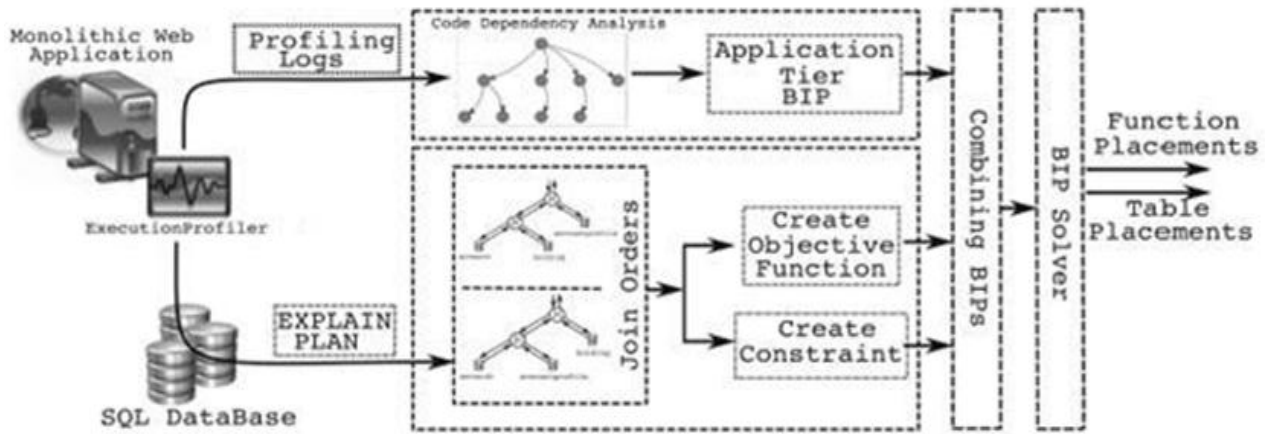 Monolithic Web
Application
Profiling
Logs
Code Dependency Analysis
Application
Tier
BIP
ExecutionProfiler
EXPLAIN
PLAN
SQL DataBase
Join Orders
Create
Objective
Function
Create
Constraint
Combining BIPs
BIP Solver
Function
Placements
Table
Placements